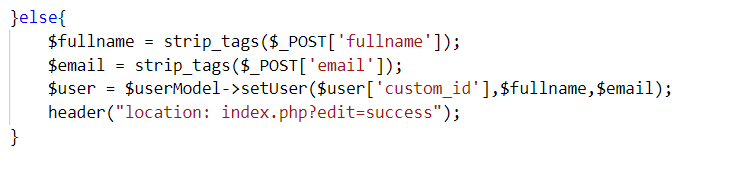 }else{
$fullname = strip_tags($_POST['fullname']);
$email = strip_tags($_POST['email']);
$user = $userModel->setUser($user['custom_id'],$fullname,$email);
header("location: index.php?edit=success");
}